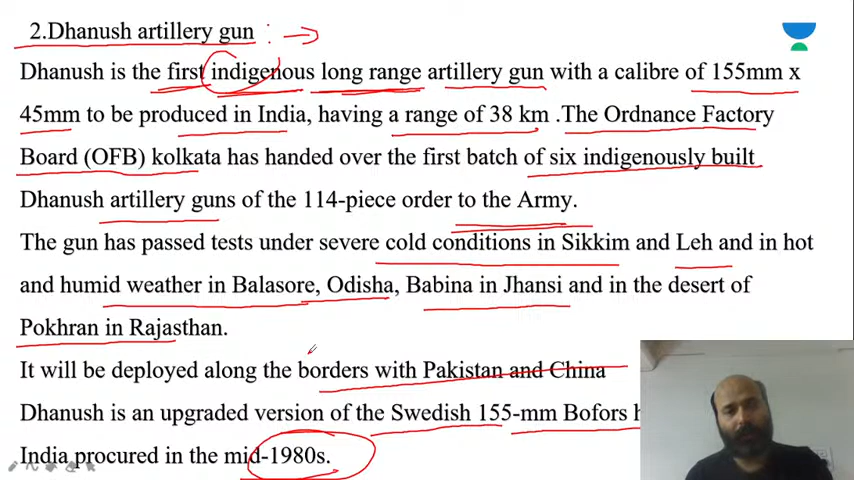 2.Dhanush artillery gun :
Dhanush is the first indigenous long range artillery gun with a calibre of 155mm x
45mm to be produced in India, having a range of 38 km .The Ordnance Factory
Board (OFB) kolkata has handed over the first batch of six indigenously built
Dhanush artillery guns of the 114-piece order to the Army.
The gun has passed tests under severe cold conditions in Sikkim and Leh and in hot
and humid weather in Balasore, Odisha, Babina in Jhansi and in the desert of
Pokhran in Rajasthan.
It will be deployed along the borders with Pakistan and China
Dhanush is an upgraded version of the Swedish 155-mm Bofors
India procured in the mid-1980s.